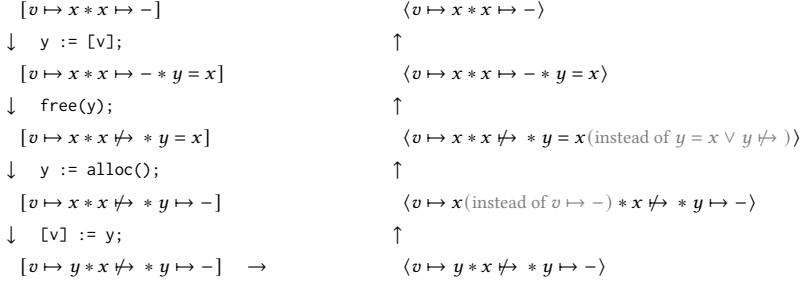 [v ↦ x ∗ x ↦ −] ⟨v ↦ x ∗ x ↦ −⟩
↓ y := [v]; ↑
[v ↦ x ∗ x ↦ − ∗ y = x] ⟨v ↦ x ∗ x ↦ − ∗ y = x⟩
↓ free(y); ↑
[v ↦ x ∗ x ↦̸ ∗ y = x] ⟨v ↦ x ∗ x ↦̸ ∗ y = x(instead of y = x ∨ y ↦̸ )⟩
↓ y := alloc(); ↑
[v ↦ x ∗ x ↦̸ ∗ y ↦ −] ⟨v ↦ x(instead of v ↦ −) ∗ x ↦̸ ∗ y ↦ −⟩
↓ [v] := y; ↑
[v ↦ y ∗ x ↦̸ ∗ y ↦ −] → ⟨v ↦ y ∗ x ↦̸ ∗ y ↦ −⟩